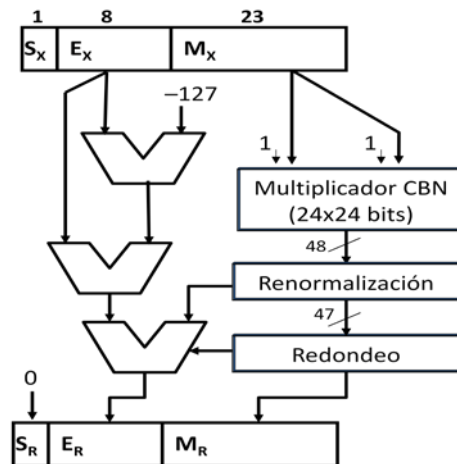 1 8 23
S_X E_X M_X
−127
1 1
Multiplicador CBN
(24x24 bits)
48
Renormalización
47
Redondeo
0
S_R E_R M_R